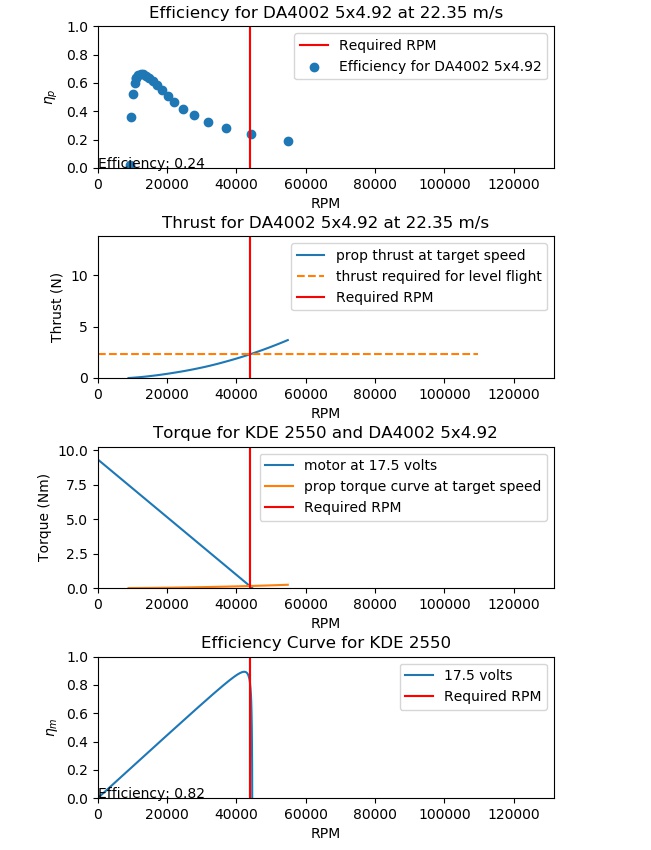 Efficiency for DA4002 5x4.92 at 22.35 m/s
1.0
0.8
0.6
0.4
0.2
0.0
ηp
Required RPM
Efficiency for DA4002 5x4.92
Efficiency: 0.24
0 20000 40000 60000 80000 100000 120000
RPM
Thrust for DA4002 5x4.92 at 22.35 m/s
10
5
0
Thrust (N)
prop thrust at target speed
thrust required for level flight
Required RPM
0 20000 40000 60000 80000 100000 120000
RPM
Torque for KDE 2550 and DA4002 5x4.92
10.0
7.5
5.0
2.5
0.0
Torque (Nm)
motor at 17.5 volts
prop torque curve at target speed
Required RPM
0 20000 40000 60000 80000 100000 120000
RPM
Efficiency Curve for KDE 2550
1.0
0.8
0.6
0.4
0.2
0.0
ηm
17.5 volts
Required RPM
Efficiency: 0.82
0 20000 40000 60000 80000 100000 120000
RPM